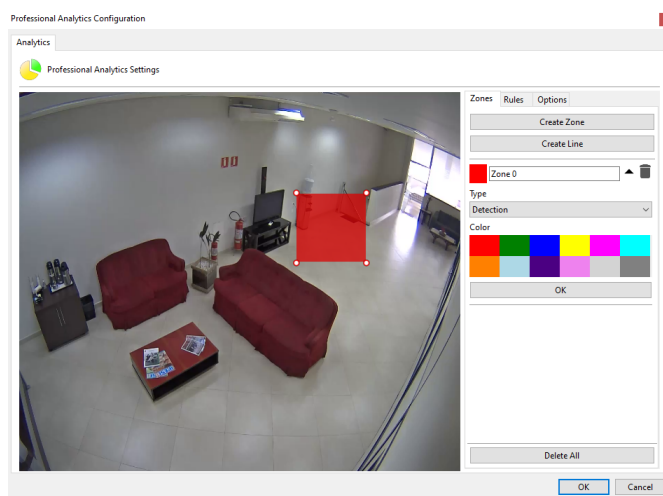 Professional Analytics Configuration
Analytics
Professional Analytics Settings
Zones Rules Options
Create Zone
Create Line
Zone 0
Type
Detection
Color
OK
Delete All
OK Cancel